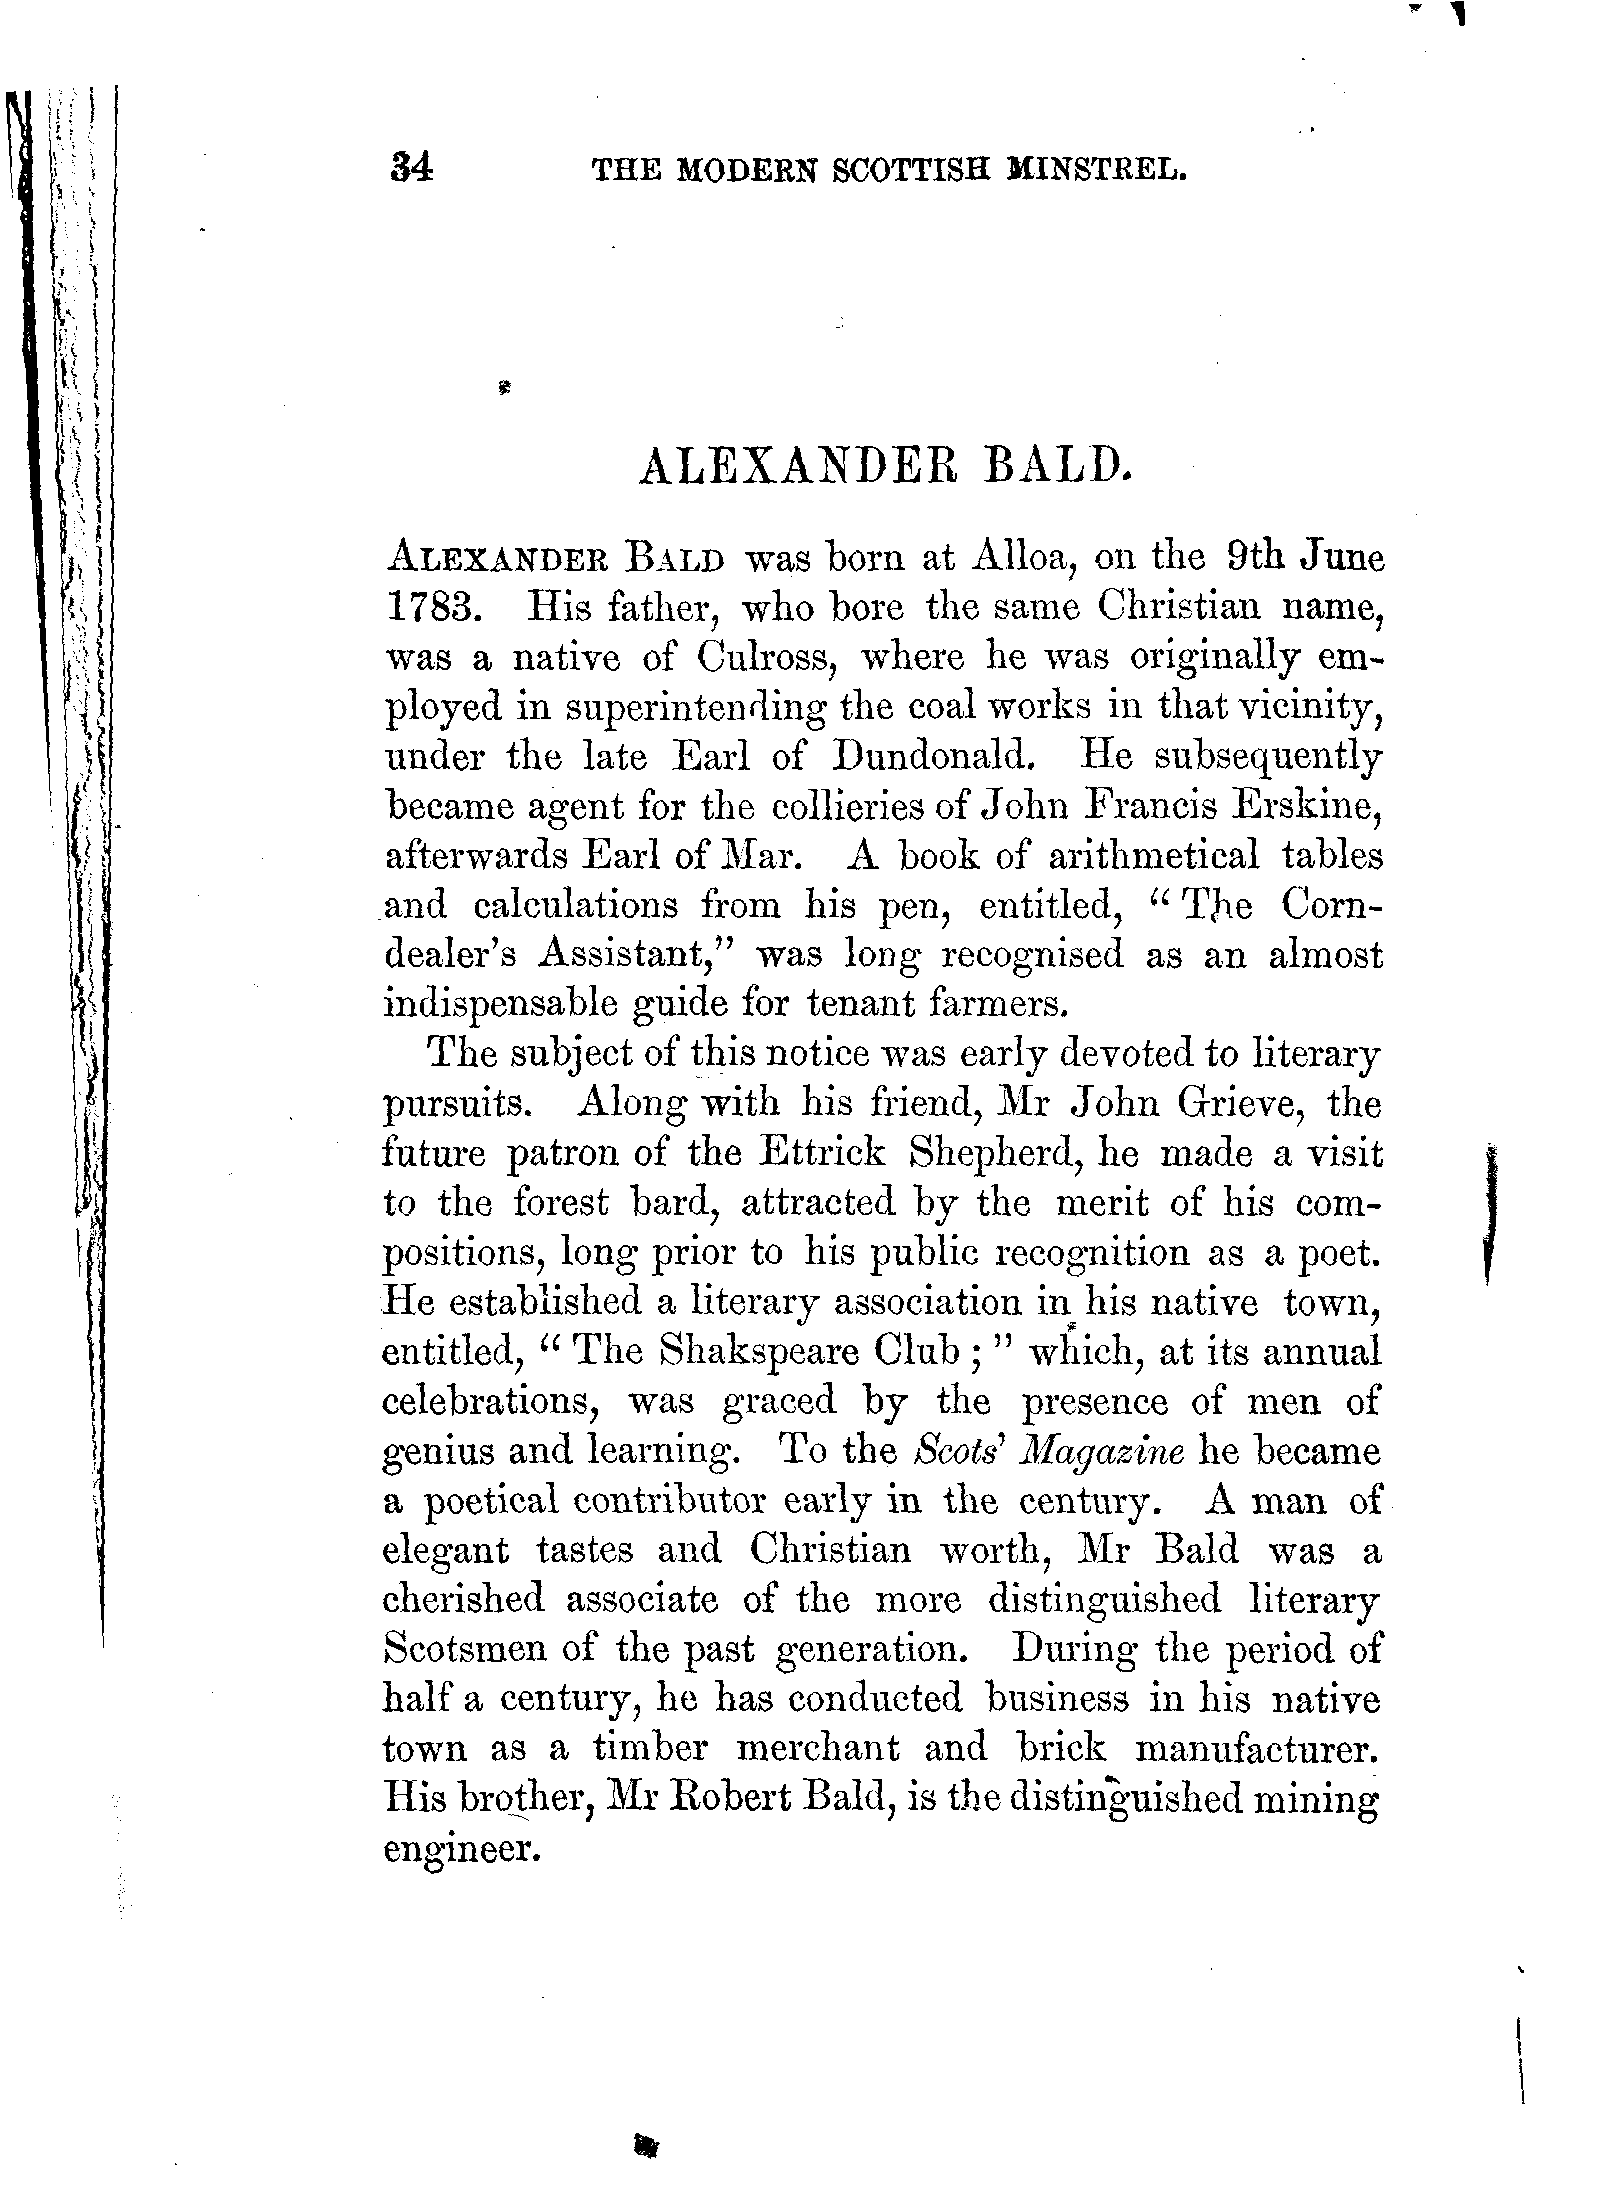 34 THE MODERN SCOTTISH MINSTREL.
ALEXANDER BALD.
ALEXANDER BALD was born at Alloa, on the 9th June
1783. His father, who bore the same Christian name,
was a native of Culross, where he was originally em-
ployed in superintending the coal works in that vicinity,
under the late Earl of Dundonald. He subsequently
became agent for the collieries of John Francis Erskine,
afterwards Earl of Mar. A book of arithmetical tables
and calculations from his pen, entitled, “ The Corn-
dealer’s Assistant,” was long recognised as an almost
indispensable guide for tenant farmers.
The subject of this notice was early devoted to literary
pursuits. Along with his friend, Mr John Grieve, the
future patron of the Ettrick Shepherd, he made a visit
to the forest bard, attracted by the merit of his com-
positions, long prior to his public recognition as a poet.
He established a literary association in his native town,
entitled, “ The Shakspeare Club ; ” which, at its annual
celebrations, was graced by the presence of men of
genius and learning. To the Scots’ Magazine he became
a poetical contributor early in the century. A man of
elegant tastes and Christian worth, Mr Bald was a
cherished associate of the more distinguished literary
Scotsmen of the past generation. During the period of
half a century, he has conducted business in his native
town as a timber merchant and brick manufacturer.
His brother, Mr Robert Bald, is the distinguished mining
engineer.